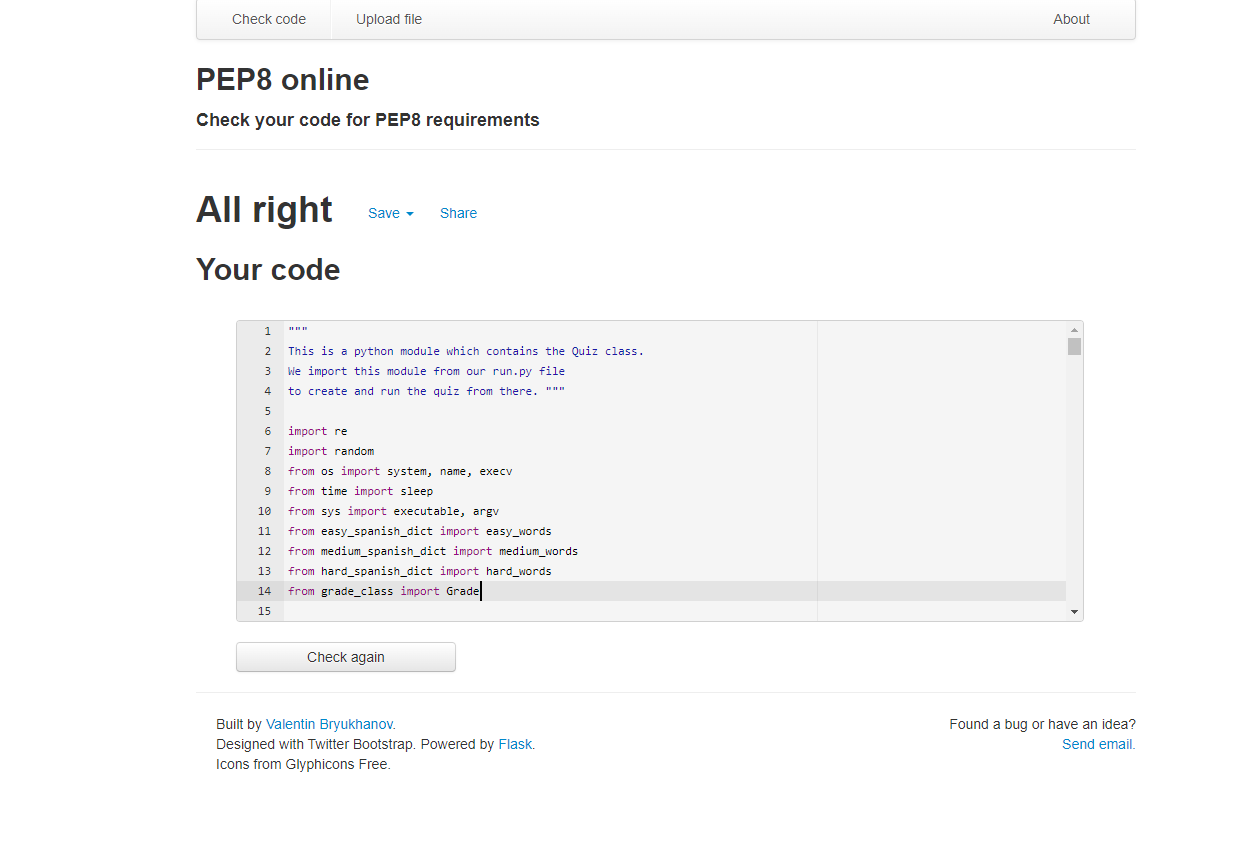 Check code Upload file About
PEP8 online
Check your code for PEP8 requirements
All right Save Share
Your code
1 """
2 This is a python module which contains the Quiz class.
3 We import this module from our run.py file
4 to create and run the quiz from there. """
5
6 import re
7 import random
8 from os import system, name, execv
9 from time import sleep
10 from sys import executable, argv
11 from easy_spanish_dict import easy_words
12 from medium_spanish_dict import medium_words
13 from hard_spanish_dict import hard_words
14 from grade_class import Grade
15
Check again
Built by Valentin Bryukhanov. Found a bug or have an idea?
Designed with Twitter Bootstrap. Powered by Flask. Send email.
Icons from Glyphicons Free.